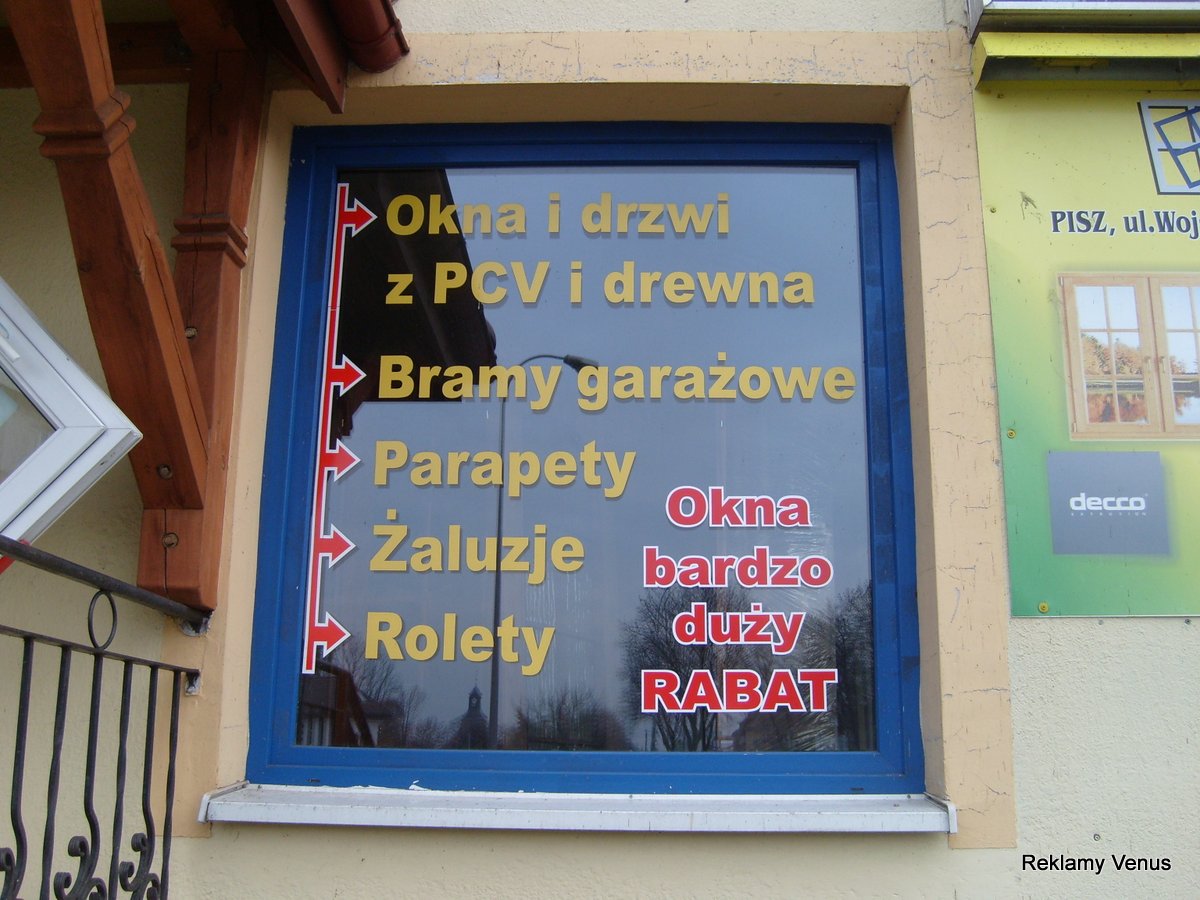 Okna i drzwi
z PCV i drewna
Bramy garażowe
Parapety
Żaluzje
Rolety
Okna
bardzo
duży
RABAT
PISZ, ul.Woj
decco
EXTRUSION
Reklamy Venus